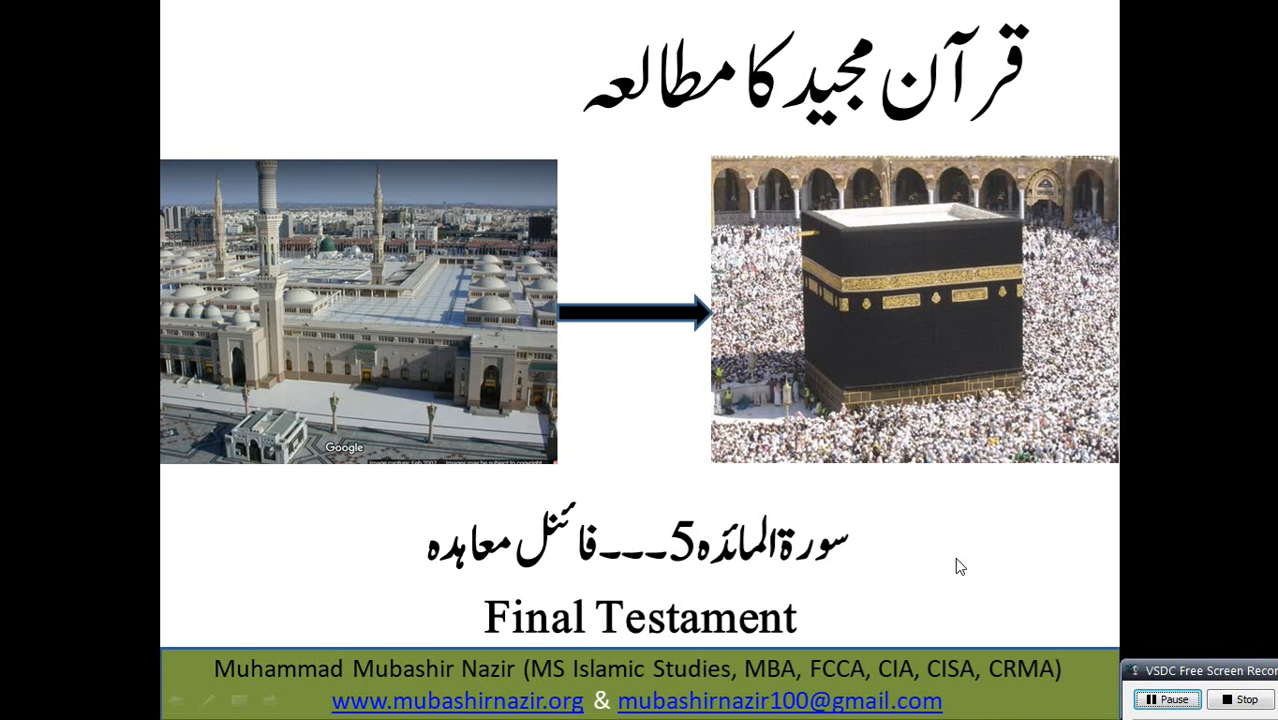 قرآن مجید کا مطالعہ
Google
سورۃ المائدہ 5۔۔۔فائنل معاہدہ
Final Testament
Muhammad Mubashir Nazir (MS Islamic Studies, MBA, FCCA, CIA, CISA, CRMA)
www.mubashirnazir.org & mubashirnazir100@gmail.com
VSDC Free Screen Recor
Pause Stop